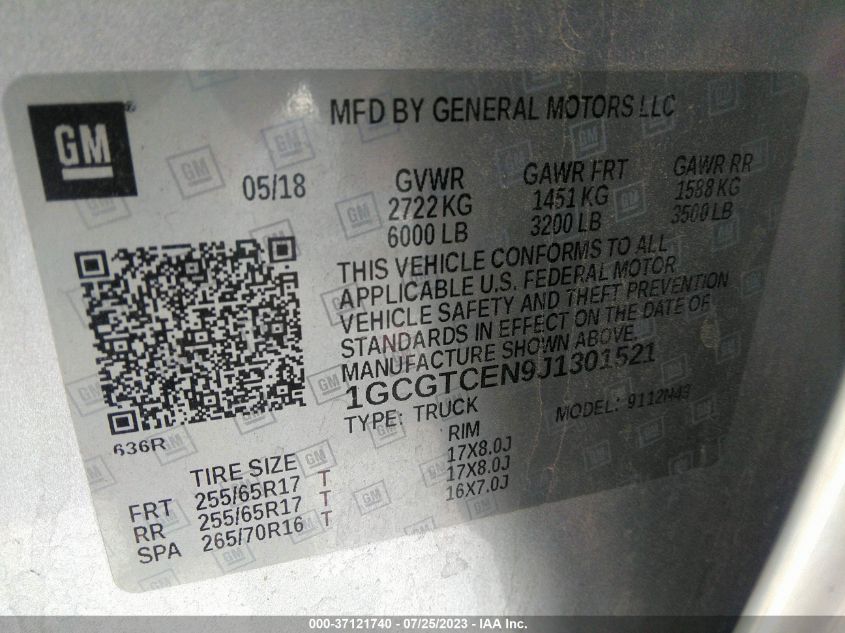 GM
MFD BY GENERAL MOTORS LLC
05/18
GVWR GAWR FRT GAWR RR
2722 KG 1451 KG 1588 KG
6000 LB 3200 LB 3500 LB
THIS VEHICLE CONFORMS TO ALL
APPLICABLE U.S. FEDERAL MOTOR
VEHICLE SAFETY AND THEFT PREVENTION
STANDARDS IN EFFECT ON THE DATE OF
MANUFACTURE SHOWN ABOVE.
1GCGTCEN9J1301521
TYPE: TRUCK MODEL: 9112M43
636R
TIRE SIZE RIM
FRT 255/65R17 T 17X8.0J
RR 255/65R17 T 17X8.0J
SPA 265/70R16 T 16X7.0J
000-37121740 - 07/25/2023 - IAA Inc.